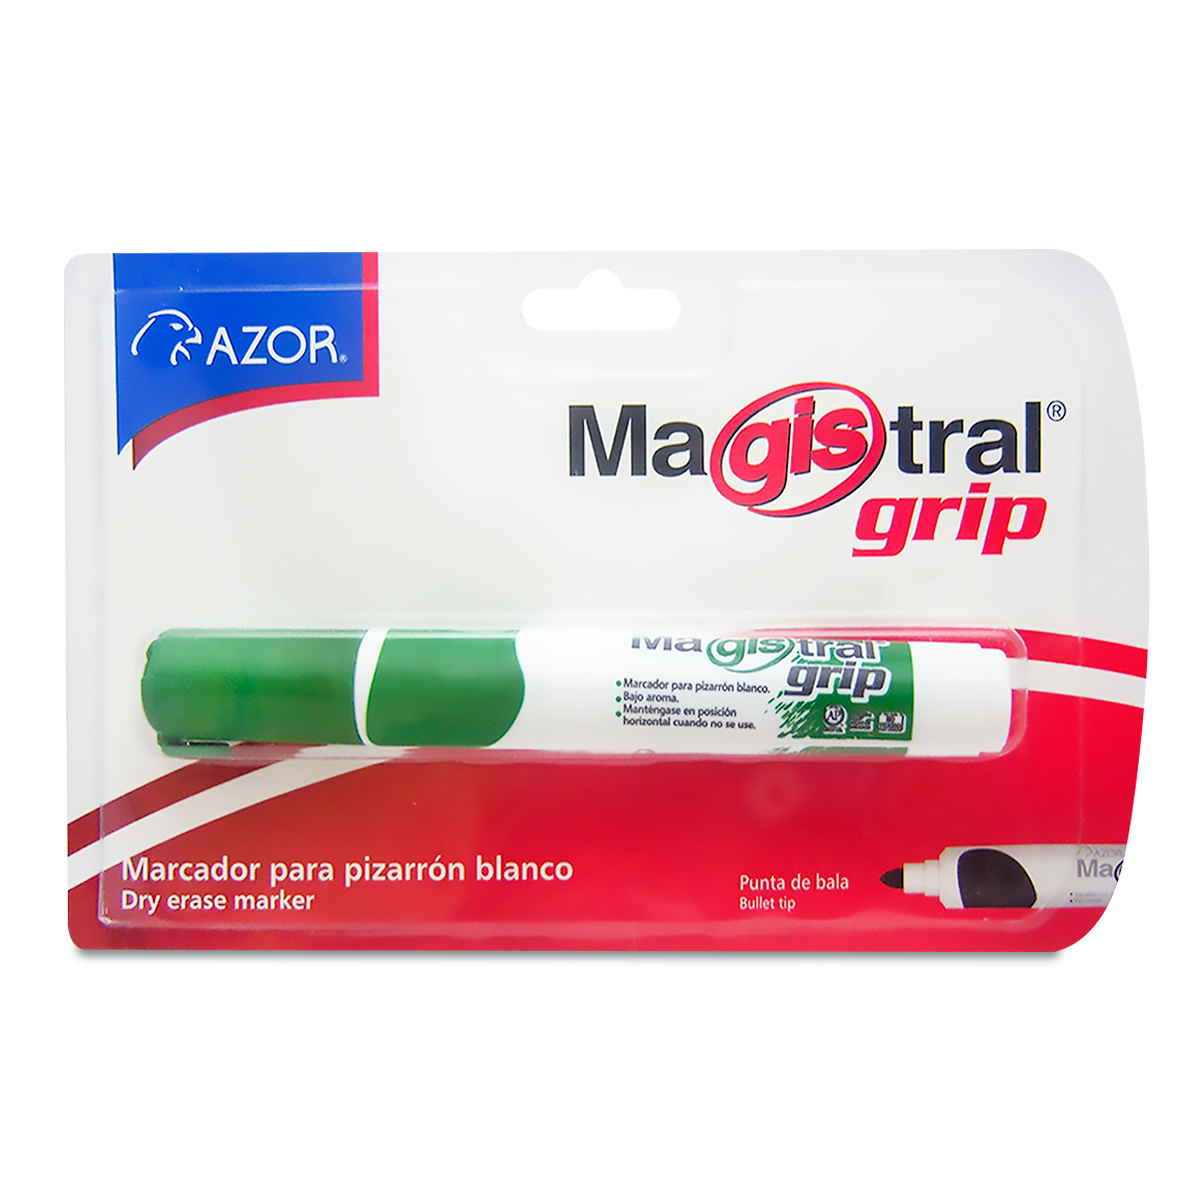 AZOR®
Magistral®
grip
Magistral
grip
• Marcador para pizarrón blanco.
• Bajo aroma.
• Manténgase en posición
horizontal cuando no se use.
AP
Marcador para pizarrón blanco
Dry erase marker
Punta de bala
Bullet tip
AZOR